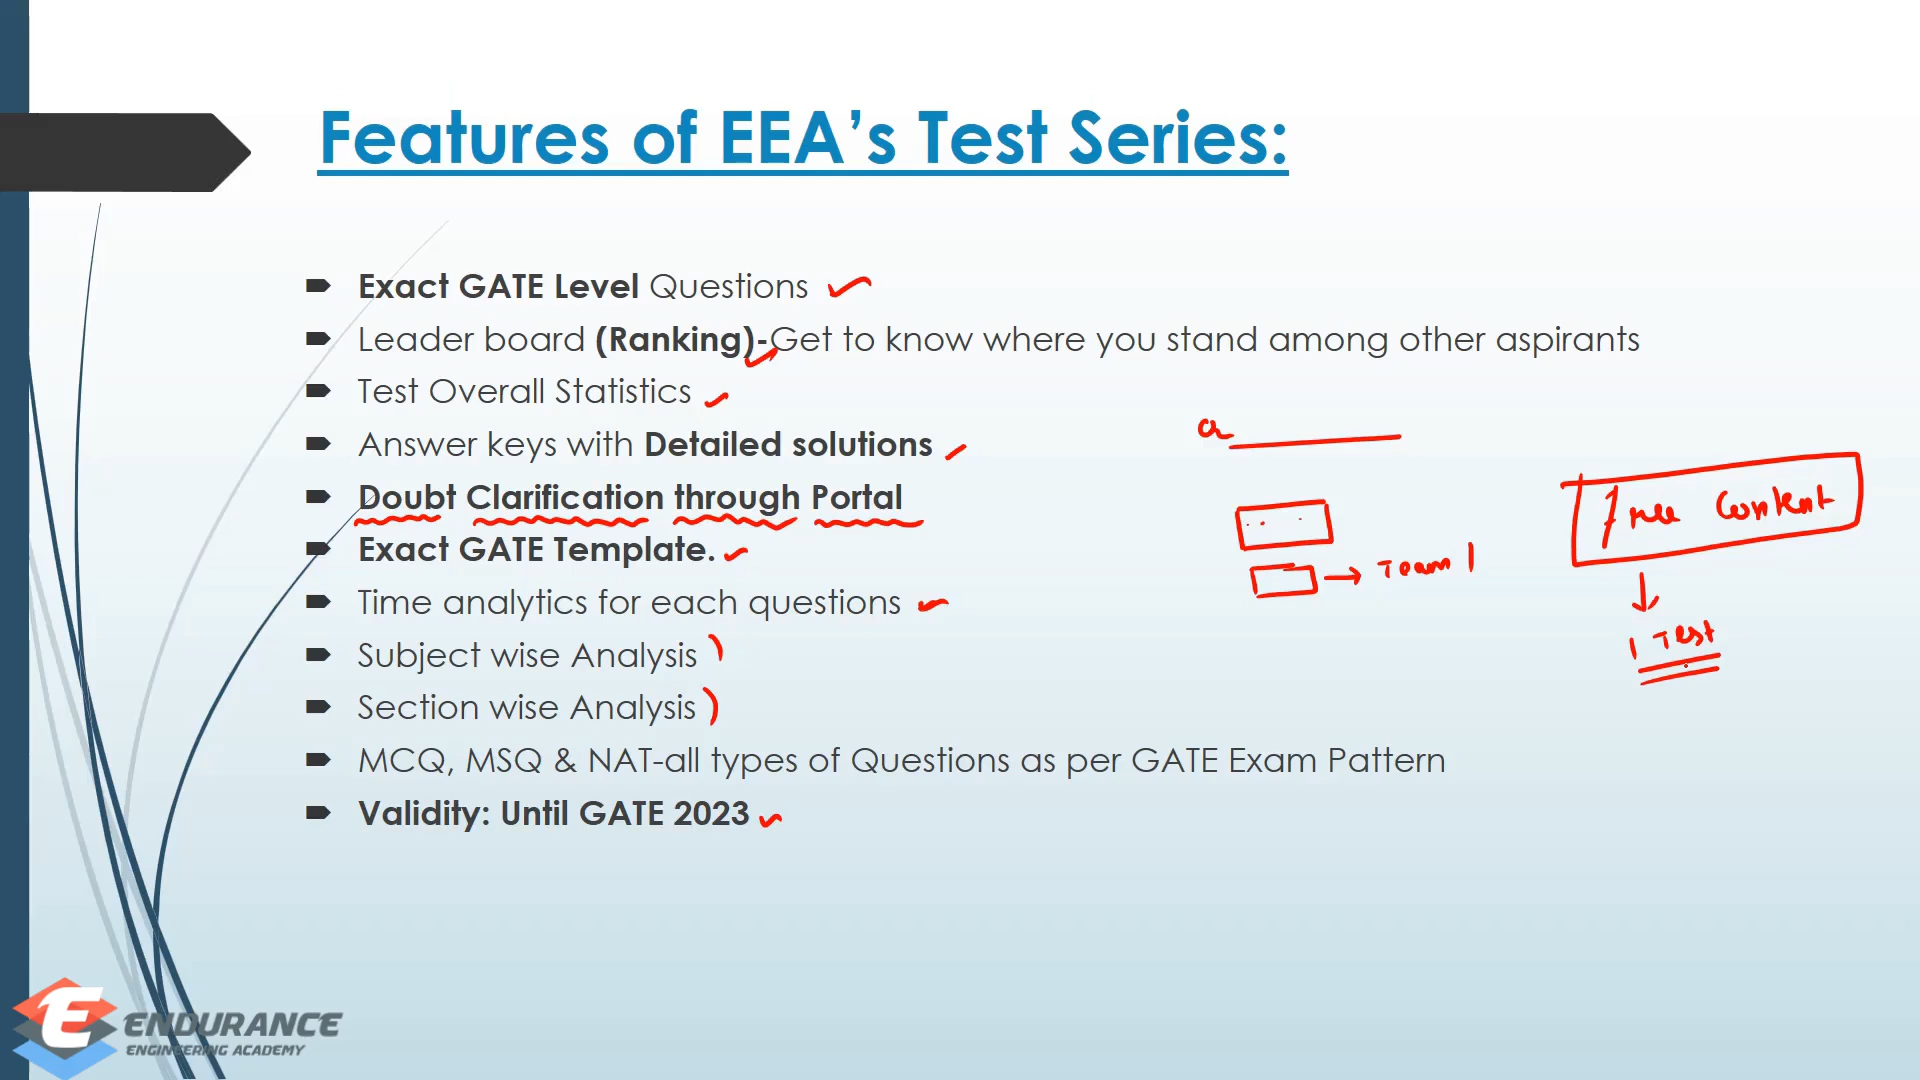 Features of EEA’s Test Series:
Exact GATE Level Questions
Leader board (Ranking)-Get to know where you stand among other aspirants
Test Overall Statistics
Answer keys with Detailed solutions
Doubt Clarification through Portal
Exact GATE Template.
Time analytics for each questions
Subject wise Analysis
Section wise Analysis
MCQ, MSQ & NAT-all types of Questions as per GATE Exam Pattern
Validity: Until GATE 2023
Q
Team 1
Free Content
1 Test
ENDURANCE
ENGINEERING ACADEMY